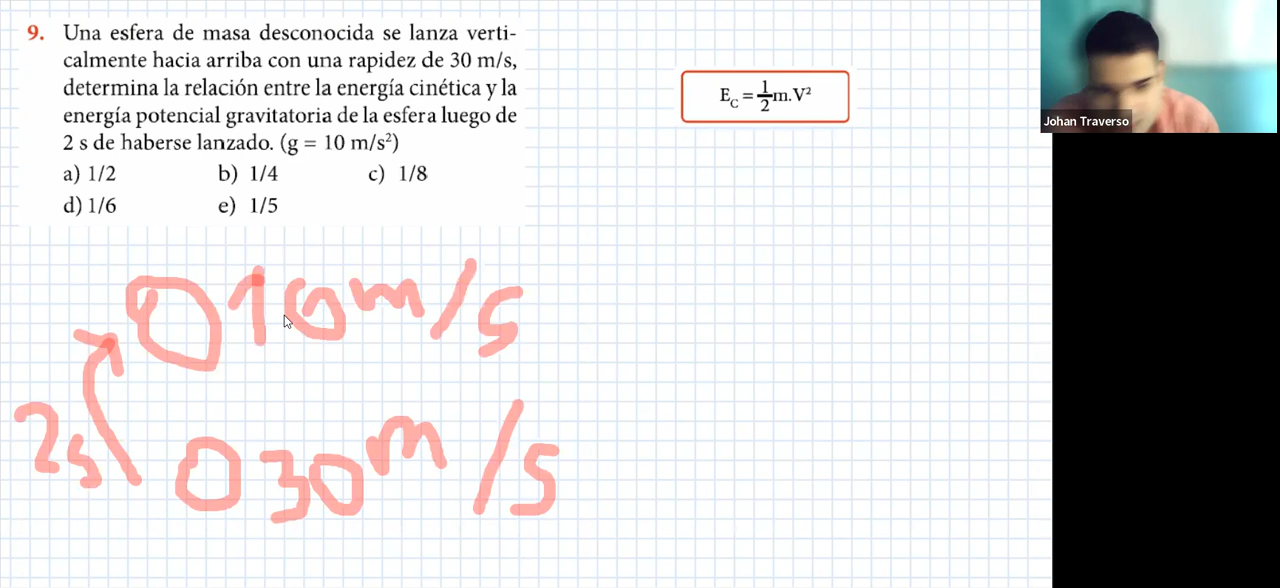 9. Una esfera de masa desconocida se lanza verti-
calmente hacia arriba con una rapidez de 30 m/s,
determina la relación entre la energía cinética y la
energía potencial gravitatoria de la esfera luego de
2 s de haberse lanzado. (g = 10 m/s²)
a) 1/2 b) 1/4 c) 1/8
d) 1/6 e) 1/5
E_C = 1/2 m.V²
Johan Traverso
10 m/s
2s
30 m/s